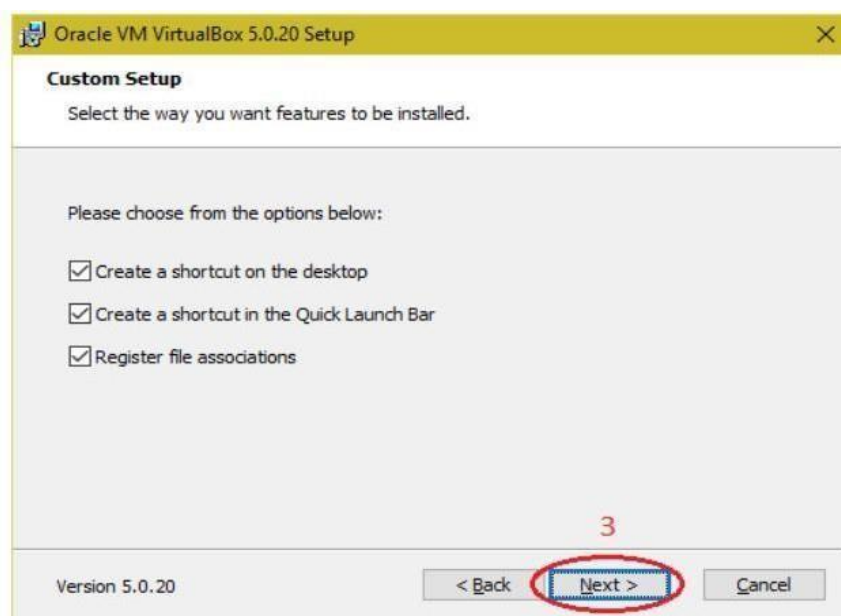 Oracle VM VirtualBox 5.0.20 Setup
Custom Setup
Select the way you want features to be installed.
Please choose from the options below:
Create a shortcut on the desktop
Create a shortcut in the Quick Launch Bar
Register file associations
3
Version 5.0.20 < Back Next > Cancel